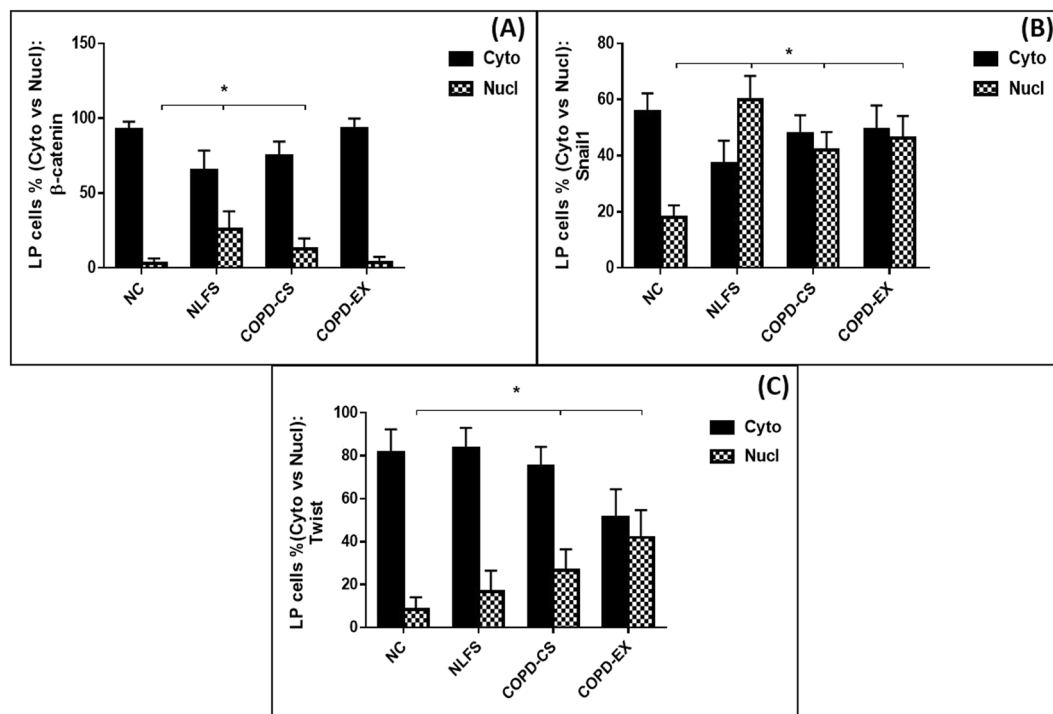 (A)
LP cells % (Cyto vs Nucl):
β-catenin
150
100
50
0
*
Cyto
Nucl
NC
NLFS
COPD-CS
COPD-EX
(B)
LP cells % (Cyto vs Nucl):
Snail1
80
60
40
20
0
*
Cyto
Nucl
NC
NLFS
COPD-CS
COPD-EX
(C)
LP cells %(Cyto vs Nucl):
Twist
100
80
60
40
20
0
*
Cyto
Nucl
NC
NLFS
COPD-CS
COPD-EX